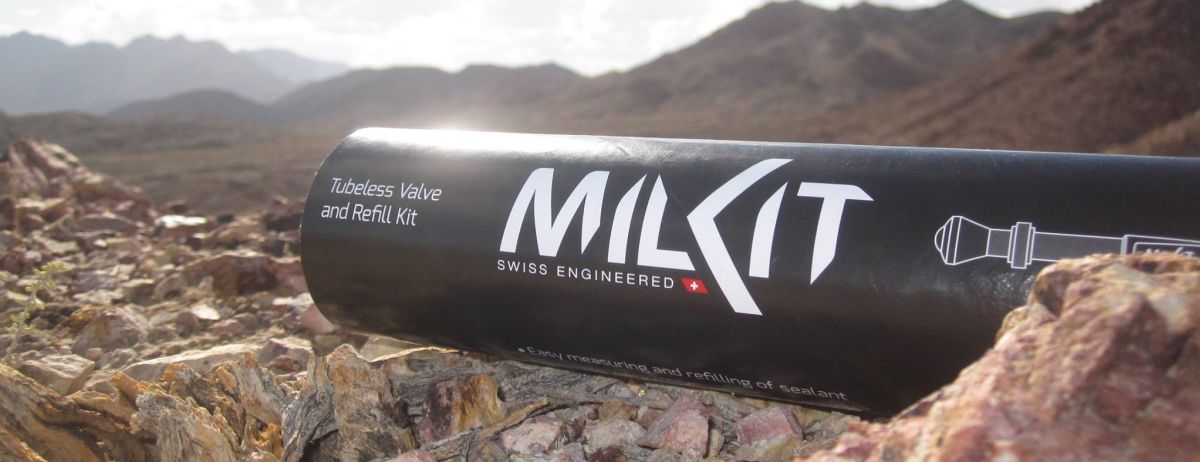 Tubeless Valve
and Refill Kit
MILKIT
SWISS ENGINEERED
• Easy measuring and refilling of sealant